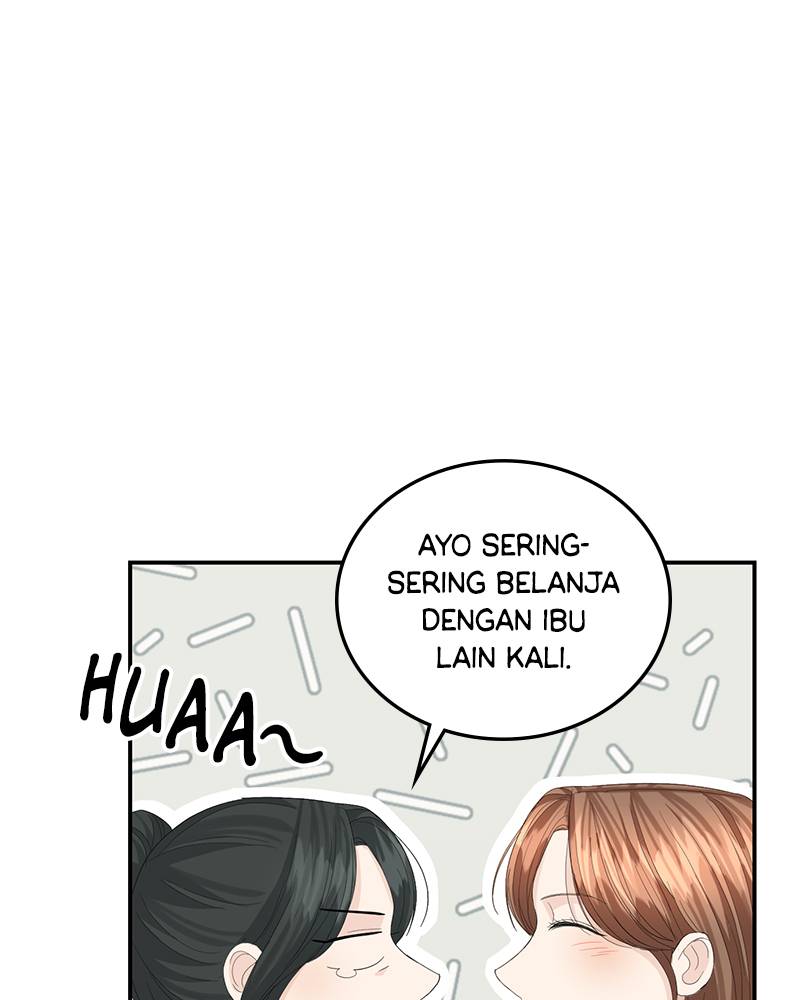 AYO SERING-
SERING BELANJA
DENGAN IBU
LAIN KALI.
HUAA~